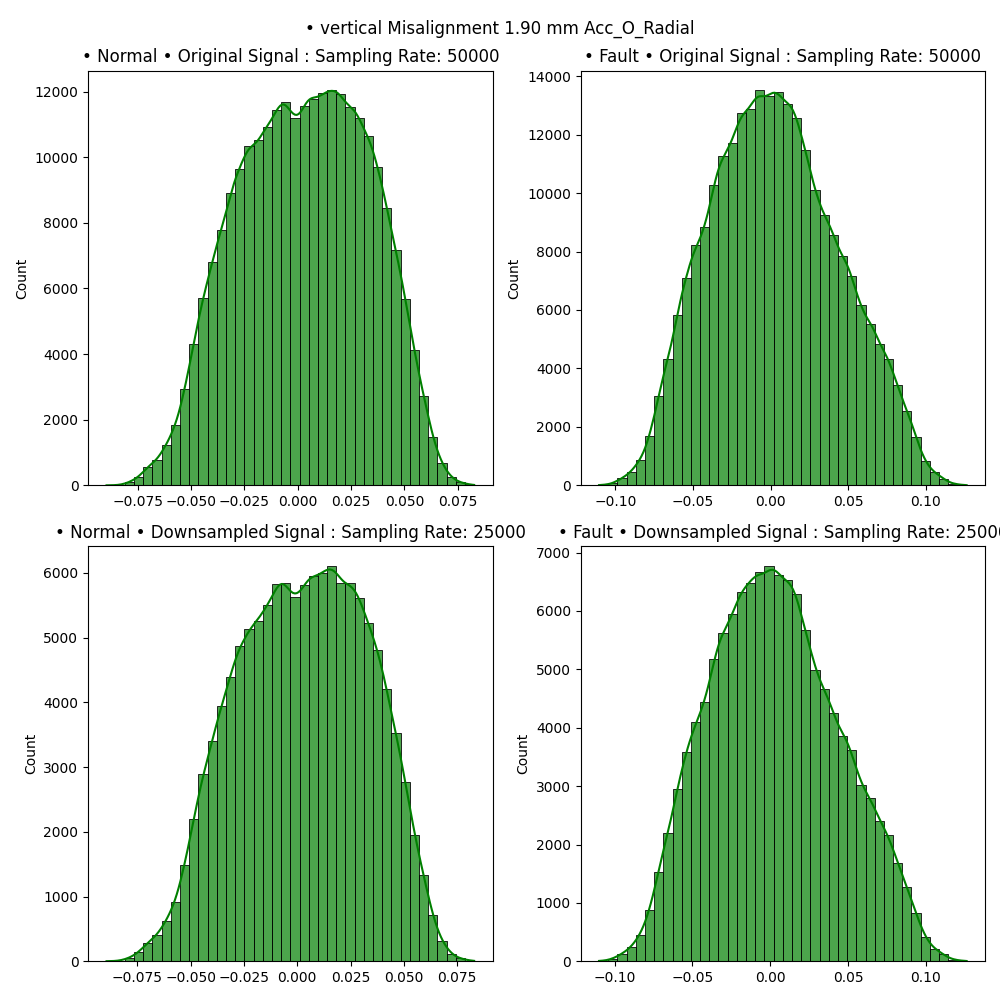 • vertical Misalignment 1.90 mm Acc_O_Radial
• Normal • Original Signal : Sampling Rate: 50000
Count
12000
10000
8000
6000
4000
2000
0
−0.075 −0.050 −0.025 0.000 0.025 0.050 0.075
• Fault • Original Signal : Sampling Rate: 50000
Count
14000
12000
10000
8000
6000
4000
2000
0
−0.10 −0.05 0.00 0.05 0.10
• Normal • Downsampled Signal : Sampling Rate: 25000
Count
6000
5000
4000
3000
2000
1000
0
−0.075 −0.050 −0.025 0.000 0.025 0.050 0.075
• Fault • Downsampled Signal : Sampling Rate: 25000
Count
7000
6000
5000
4000
3000
2000
1000
0
−0.10 −0.05 0.00 0.05 0.10